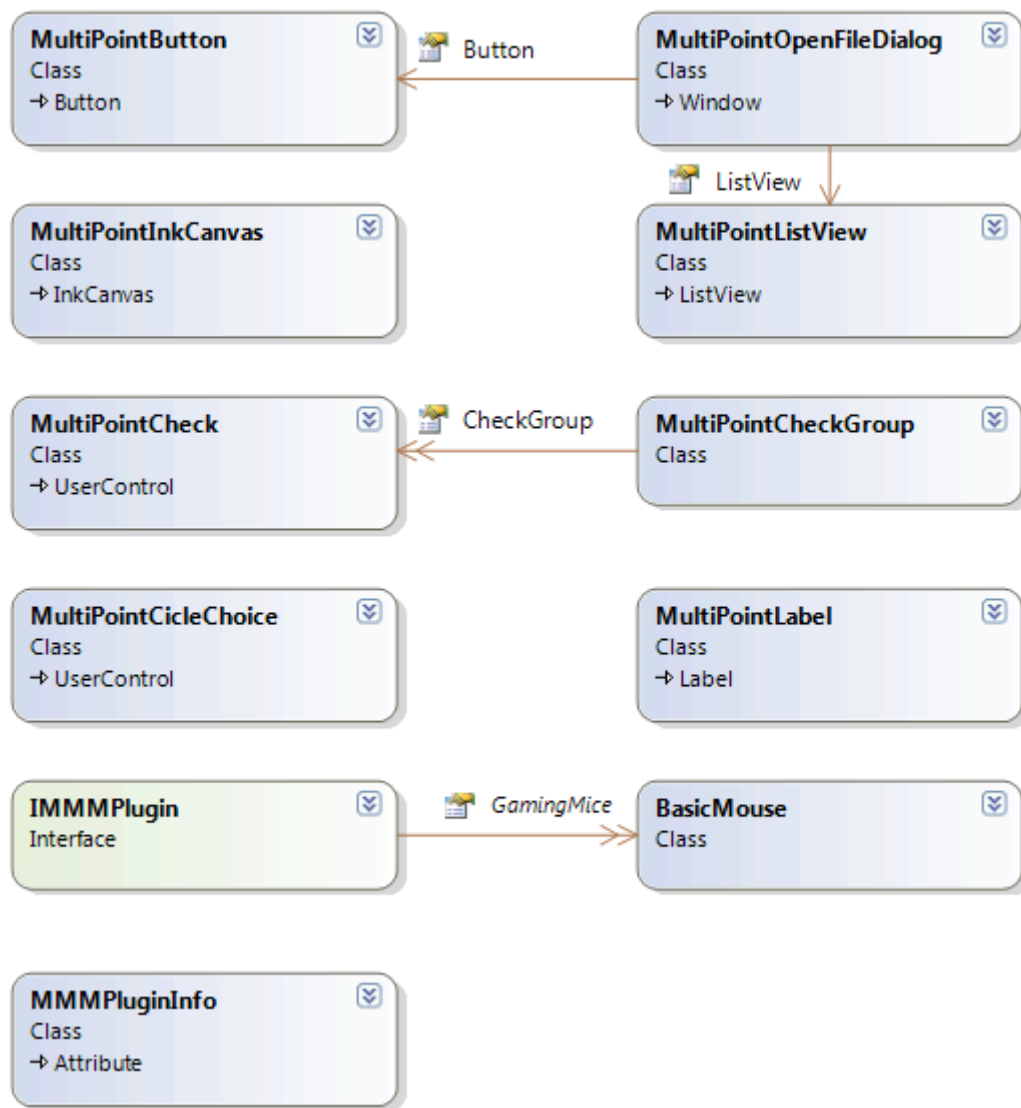 MultiPointButton
Class
Button
Button
MultiPointOpenFileDialog
Class
Window
ListView
MultiPointInkCanvas
Class
InkCanvas
MultiPointListView
Class
ListView
MultiPointCheck
Class
UserControl
CheckGroup
MultiPointCheckGroup
Class
MultiPointCicleChoice
Class
UserControl
MultiPointLabel
Class
Label
IMMMPlugin
Interface
GamingMice
BasicMouse
Class
MMMPluginInfo
Class
Attribute